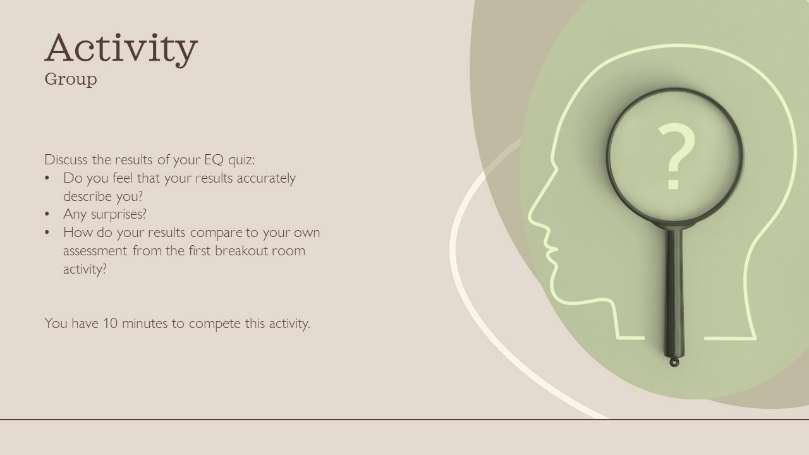 Activity
Group
Discuss the results of your EQ quiz:
• Do you feel that your results accurately
describe you?
• Any surprises?
• How do your results compare to your own
assessment from the first breakout room
activity?
You have 10 minutes to compete this activity.
?